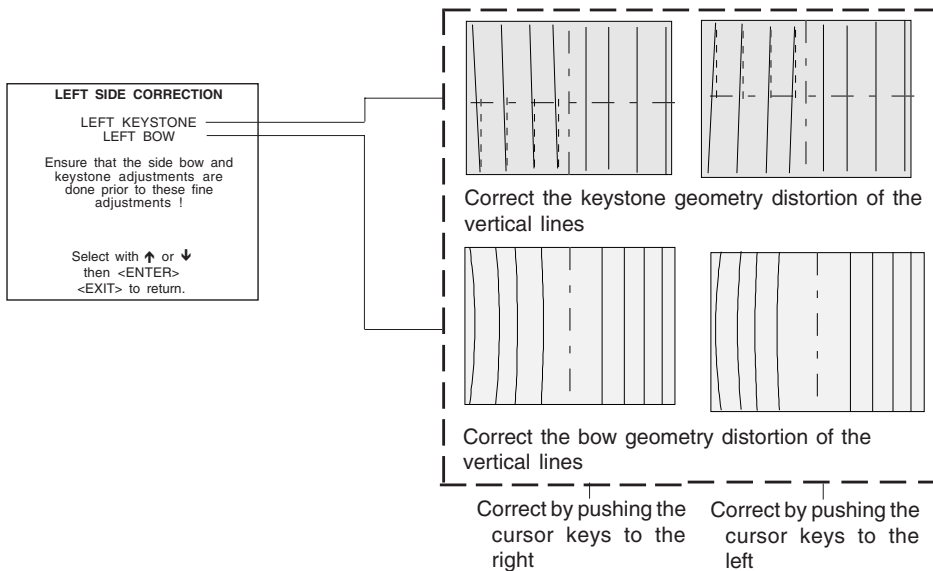 LEFT SIDE CORRECTION
LEFT KEYSTONE
LEFT BOW
Ensure that the side bow and
keystone adjustments are
done prior to these fine
adjustments !
Select with ↑ or ↓
then <ENTER>
<EXIT> to return.
Correct the keystone geometry distortion of the
vertical lines
Correct the bow geometry distortion of the
vertical lines
Correct by pushing the
cursor keys to the
right
Correct by pushing the
cursor keys to the
left